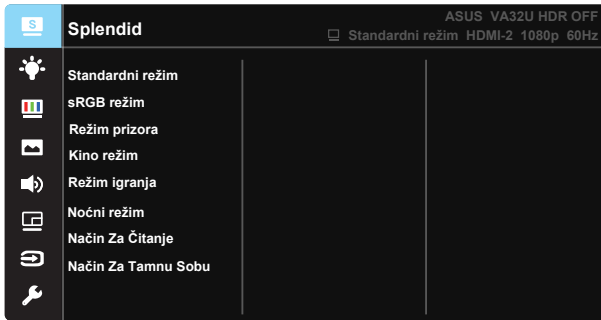 S
Splendid
ASUS VA32U HDR OFF
Standardni režim HDMI-2 1080p 60Hz
Standardni režim
sRGB režim
Režim prizora
Kino režim
Režim igranja
Noćni režim
Način Za Čitanje
Način Za Tamnu Sobu